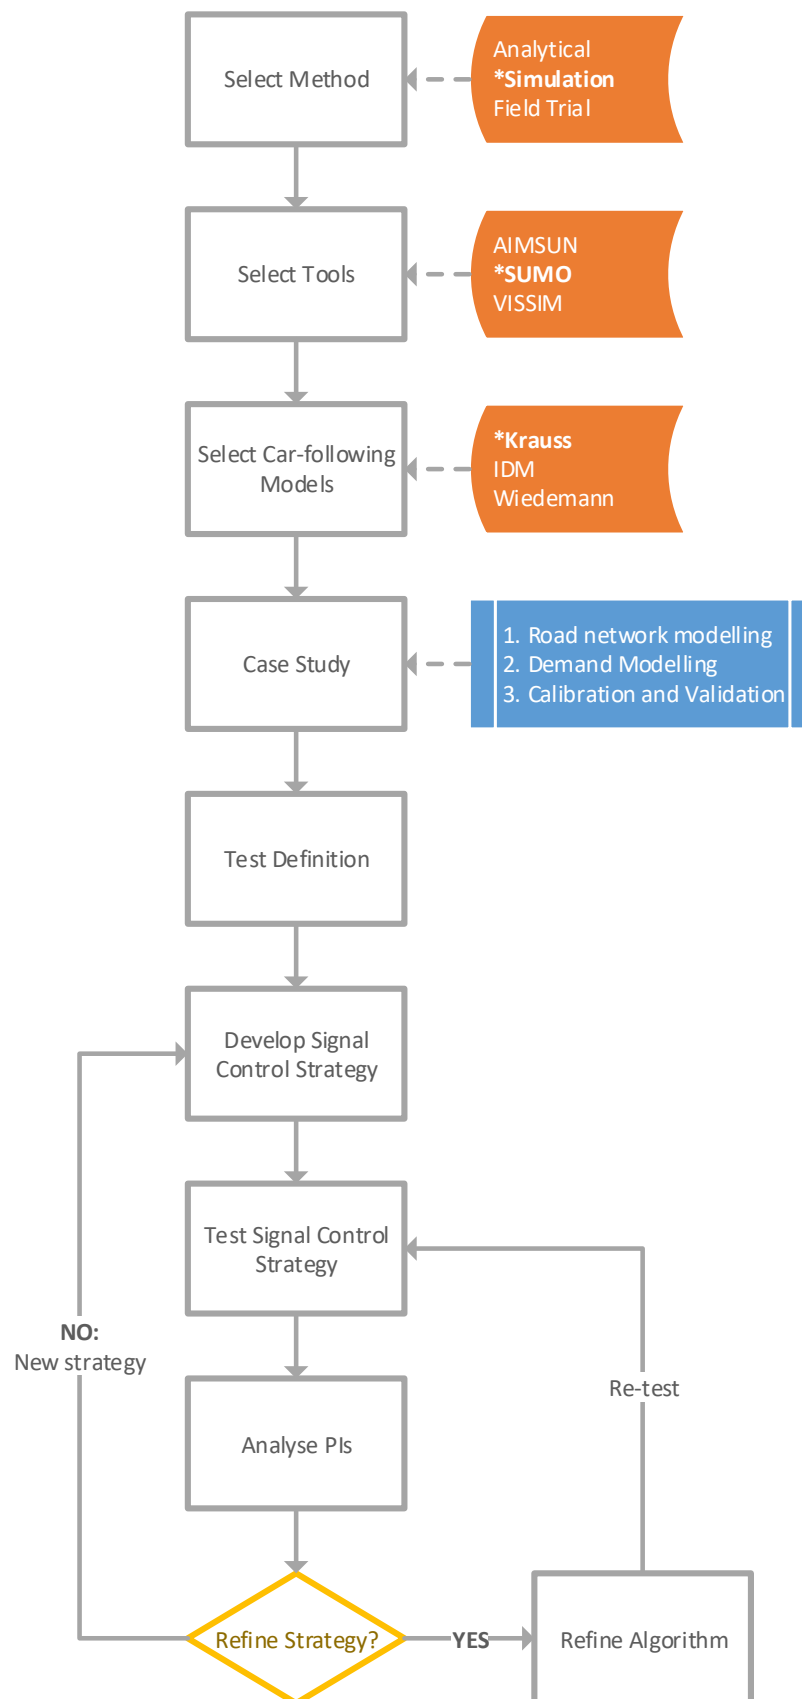 Select Method
Analytical
*Simulation
Field Trial
Select Tools
AIMSUN
*SUMO
VISSIM
Select Car-following
Models
*Krauss
IDM
Wiedemann
Case Study
1. Road network modelling
2. Demand Modelling
3. Calibration and Validation
Test Definition
Develop Signal
Control Strategy
Test Signal Control
Strategy
NO:
New strategy
Re-test
Analyse PIs
Refine Strategy?
YES
Refine Algorithm